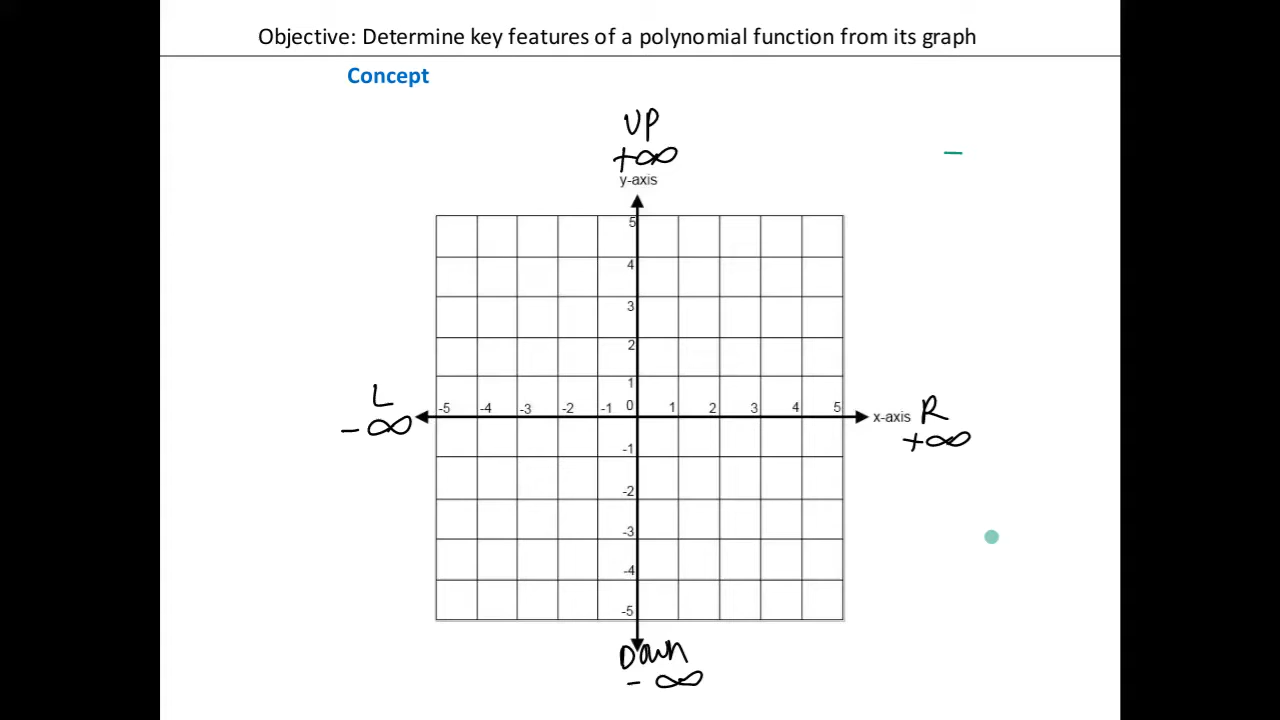 Objective: Determine key features of a polynomial function from its graph
Concept
UP
+∞
y-axis
5
4
3
2
1
L
-∞
-5 -4 -3 -2 -1 0 1 2 3 4 5
x-axis R
+∞
-1
-2
-3
-4
-5
Down
- ∞